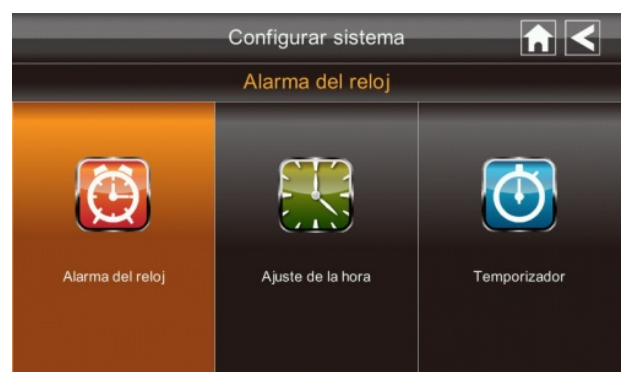 Configurar sistema
Alarma del reloj
Alarma del reloj
Ajuste de la hora
Temporizador